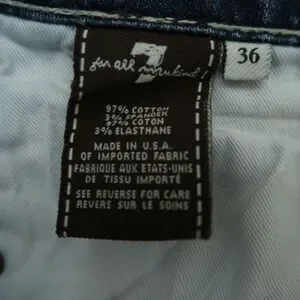 7
for all mankind
36
97% COTTON
3% SPANDEX
97% COTON
3% ELASTHANE
MADE IN U.S.A.
OF IMPORTED FABRIC
FABRIQUE AUX ETATS-UNIS
DE TISSU IMPORTÉ
SEE REVERSE FOR CARE
REVERS SUR LE SOINS